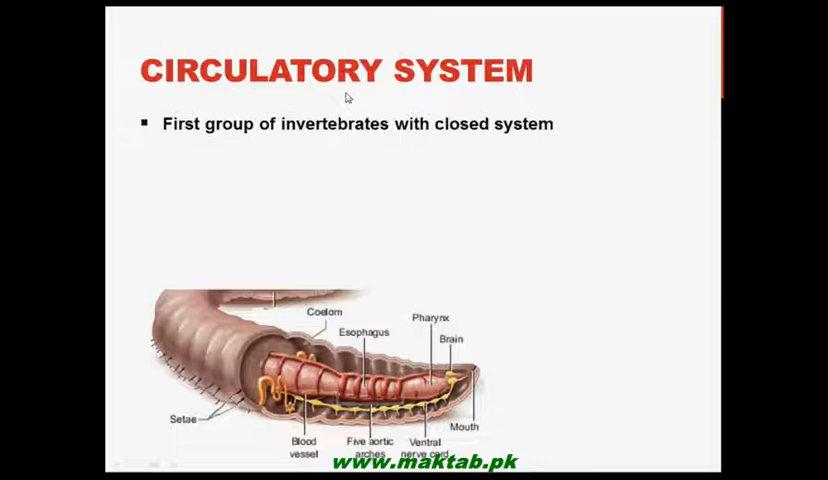 CIRCULATORY SYSTEM
▪ First group of invertebrates with closed system
Coelom
Pharynx
Esophagus
Brain
Setae
Mouth
Blood
vessel
Five aortic
arches
Ventral
nerve cord
www.maktab.pk